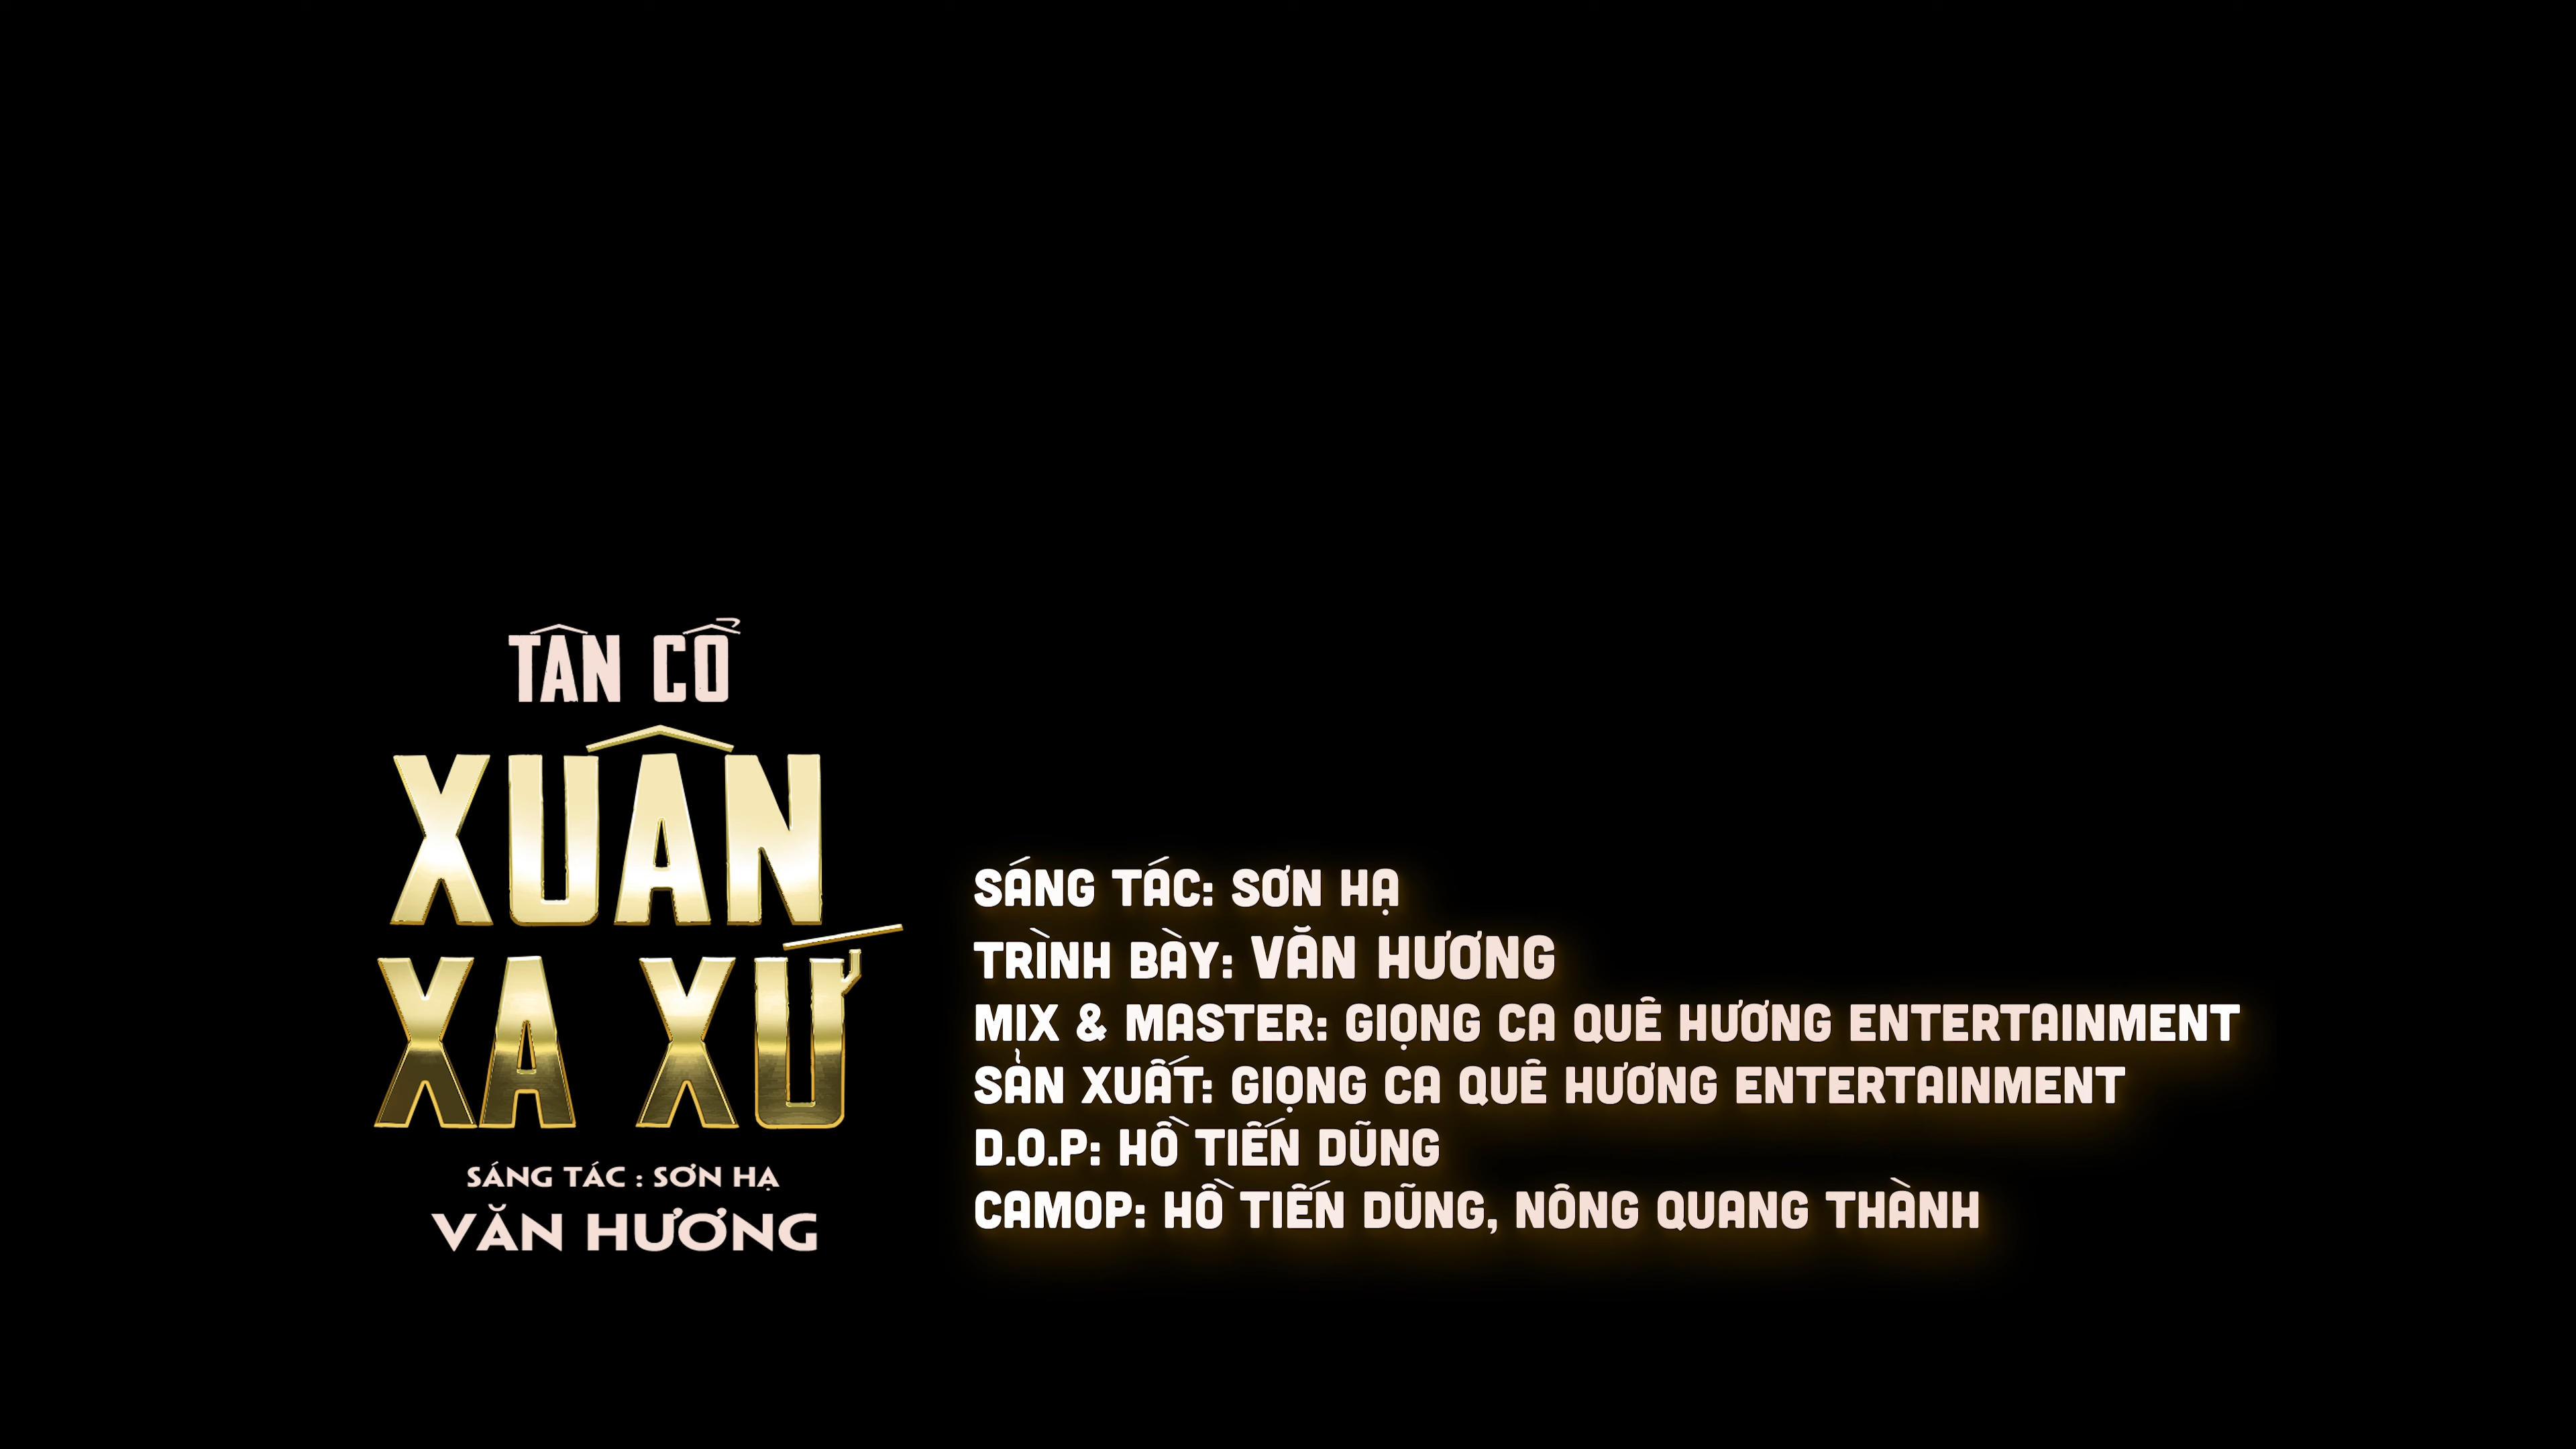 TÂN CỔ
XUÂN
XA XỨ
SÁNG TÁC : SƠN HẠ
VĂN HƯƠNG
SÁNG TÁC: SƠN HẠ
TRÌNH BÀY: VĂN HƯƠNG
MIX & MASTER: GIỌNG CA QUÊ HƯƠNG ENTERTAINMENT
SẢN XUẤT: GIỌNG CA QUÊ HƯƠNG ENTERTAINMENT
D.O.P: HỒ TIẾN DŨNG
CAMOP: HỒ TIẾN DŨNG, NÔNG QUANG THÀNH